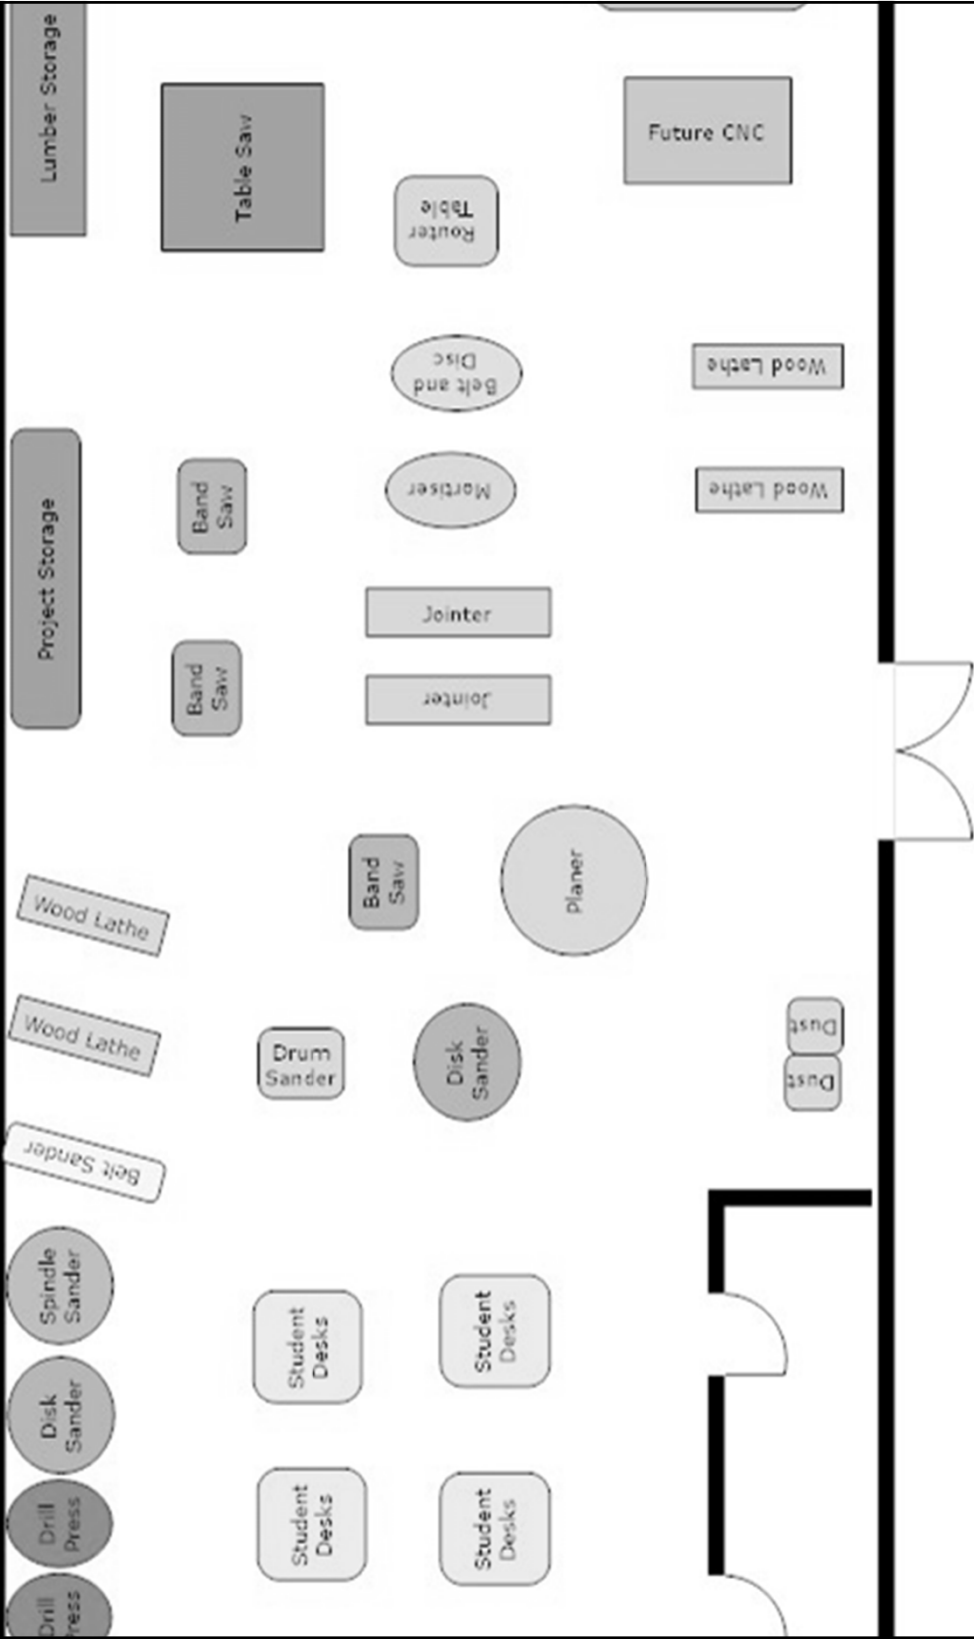 Lumber Storage
Table Saw
Future CNC
Router
Table
Belt and
Disc
Wood Lathe
Mortiser
Wood Lathe
Project Storage
Band
Saw
Jointer
Band
Saw
Jointer
Band
Saw
Planer
Wood Lathe
Wood Lathe
Drum
Sander
Disk
Sander
Dust
Dust
Belt Sander
Spindle
Sander
Student
Desks
Student
Desks
Disk
Sander
Drill
Press
Student
Desks
Student
Desks
Drill
ress